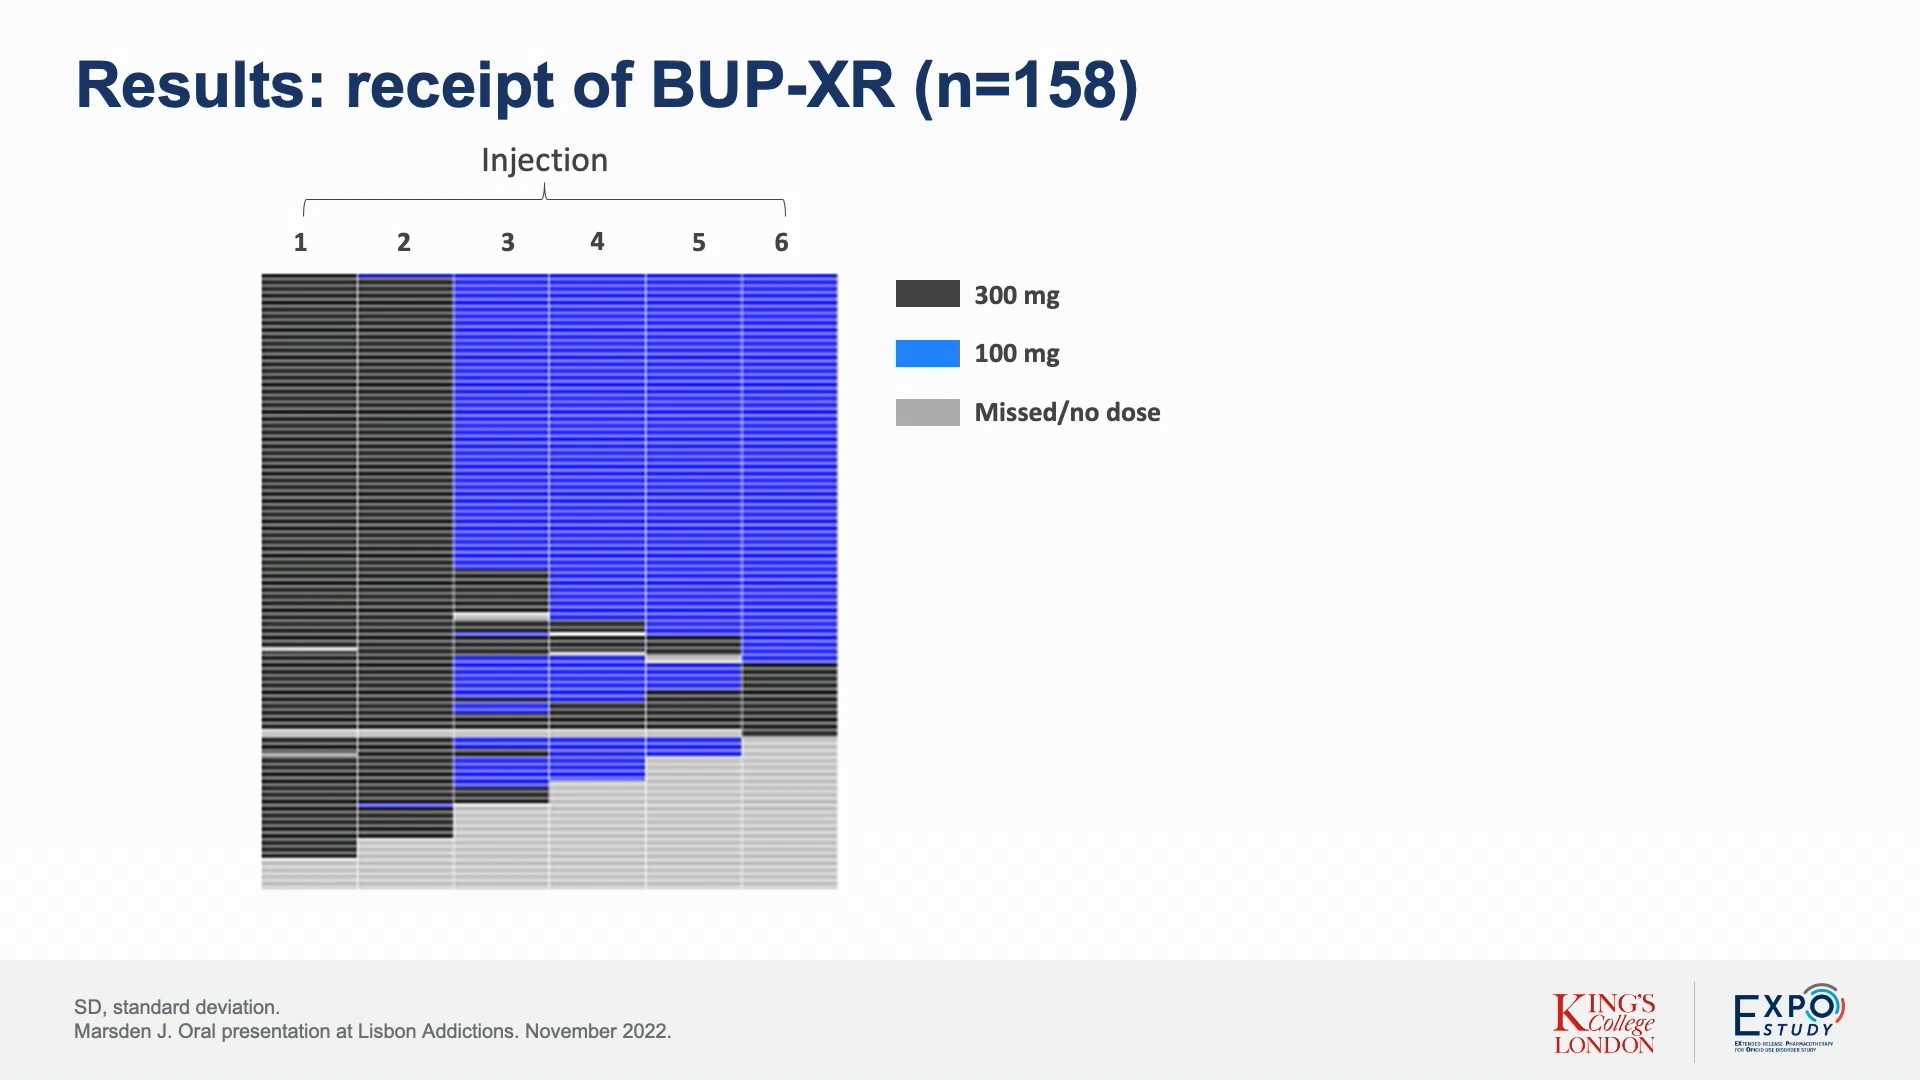 Results: receipt of BUP-XR (n=158)
Injection
1 2 3 4 5 6
300 mg
100 mg
Missed/no dose
SD, standard deviation.
Marsden J. Oral presentation at Lisbon Addictions. November 2022.
KING'S
College
LONDON
EXPO
STUDY
EXTENDED RELEASE PHARMACOTHERAPY
FOR OPIOID USE DISORDER STUDY